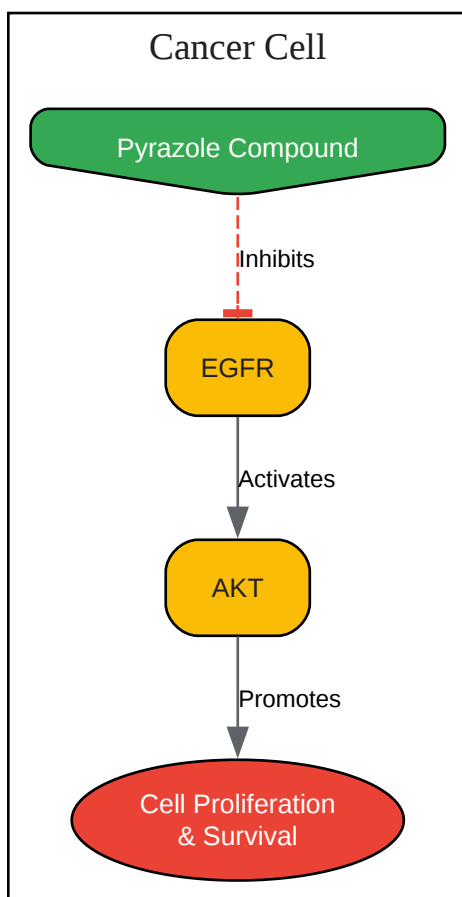 Cancer Cell
Pyrazole Compound
Inhibits
EGFR
Activates
AKT
Promotes
Cell Proliferation
& Survival